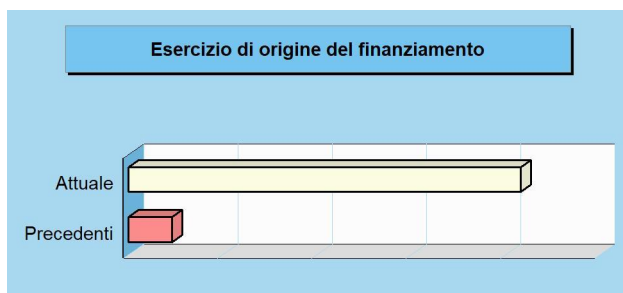 Esercizio di origine del finanziamento
Attuale
Precedenti